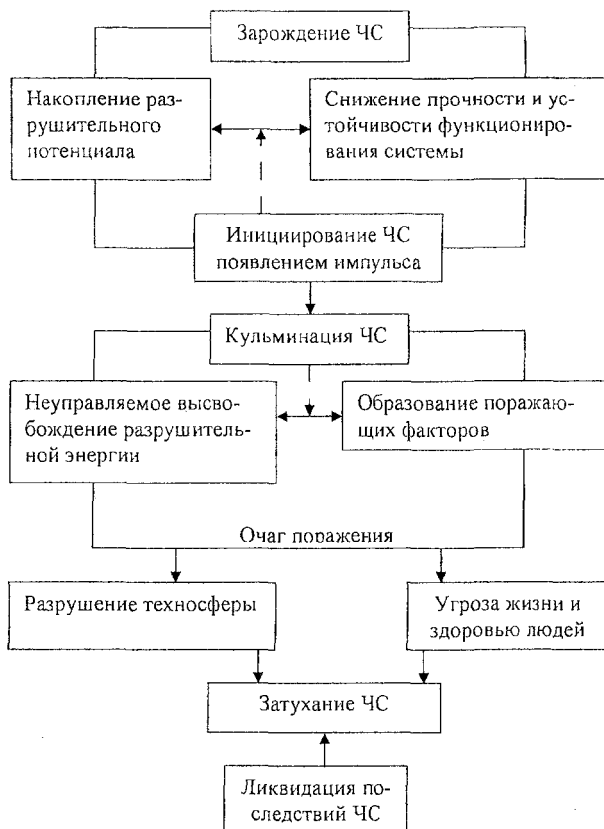 Зарождение ЧС
Накопление раз-
рушительного
потенциала
Снижение прочности и ус-
тойчивости функциониро-
вания системы
Инициирование ЧС
появлением импульса
Кульминация ЧС
Неуправляемое высво-
бождение разрушитель-
ной энергии
Образование поражаю-
щих факторов
Очаг поражения
Разрушение техносферы
Угроза жизни и
здоровью людей
Затухание ЧС
Ликвидация по-
следствий ЧС